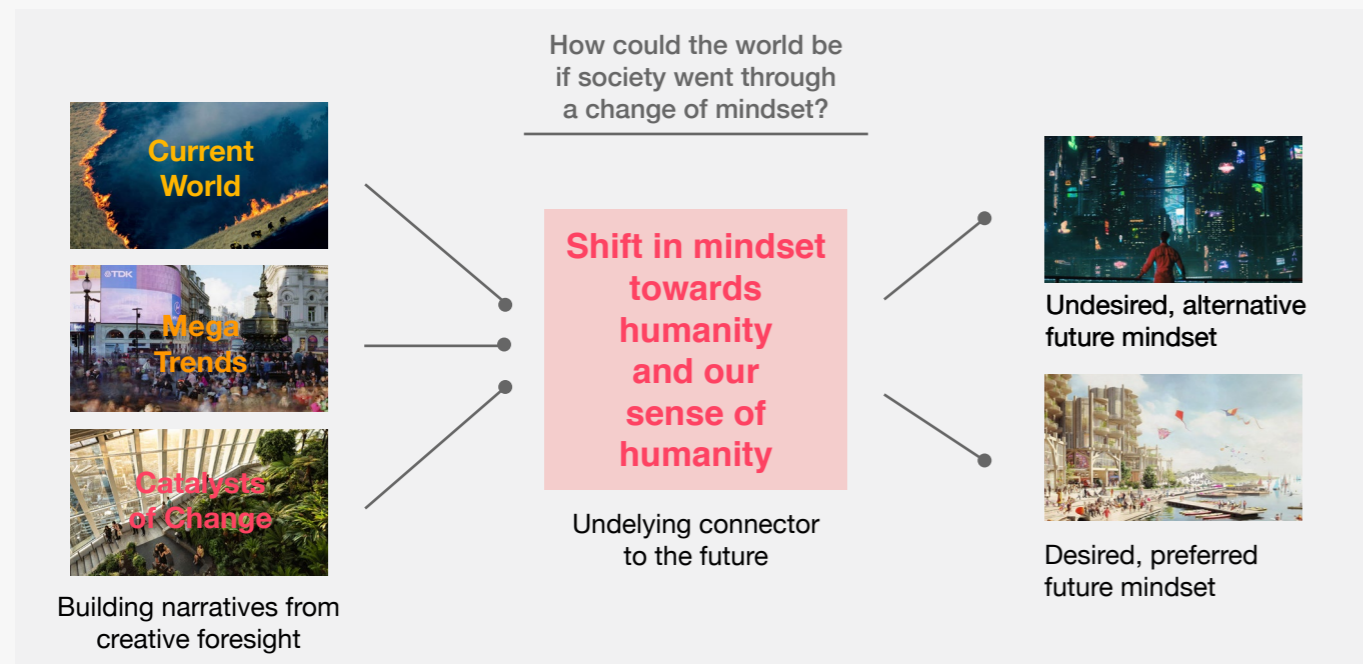 How could the world be
if society went through
a change of mindset?
Current
World
TDK
Mega
Trends
Catalysts
of Change
Building narratives from
creative foresight
Shift in mindset
towards
humanity
and our
sense of
humanity
Undelying connector
to the future
Undesired, alternative
future mindset
Desired, preferred
future mindset